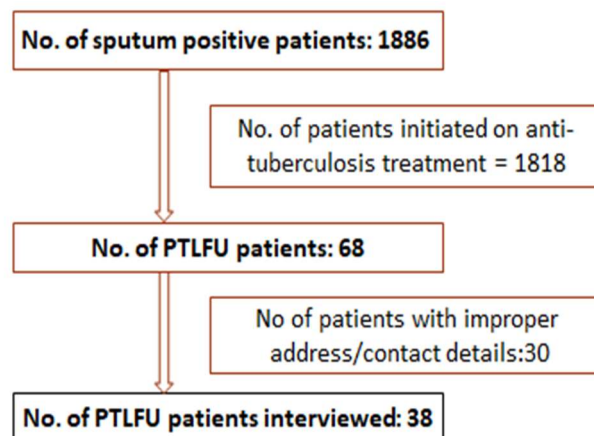 No. of sputum positive patients: 1886
No. of patients initiated on anti-
tuberculosis treatment = 1818
No. of PTLFU patients: 68
No of patients with improper
address/contact details:30
No. of PTLFU patients interviewed: 38